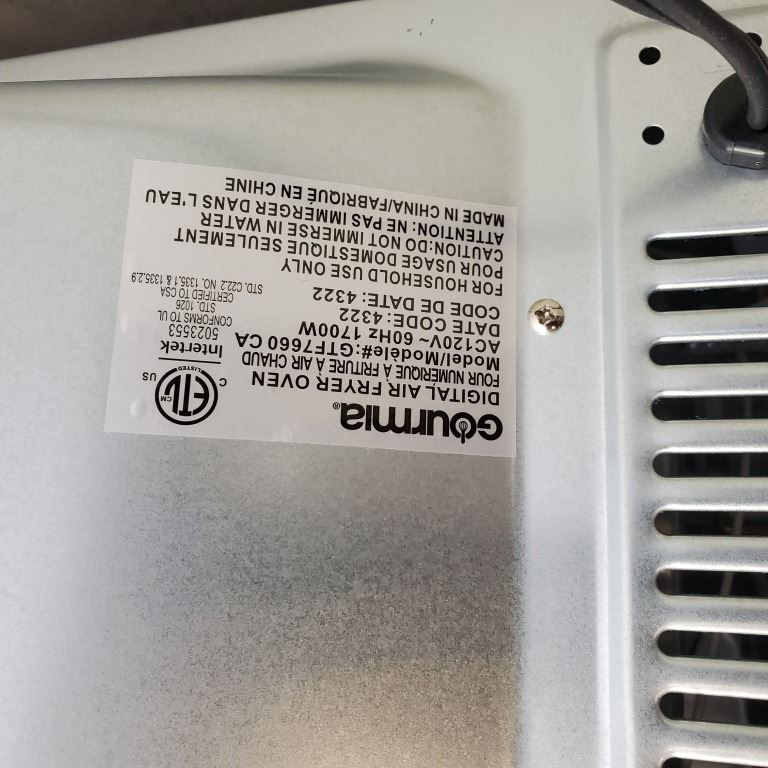 Gourmia®
DIGITAL AIR FRYER OVEN
FOUR NUMÉRIQUE À FRITURE À AIR CHAUD
Model/Modèle#:GTF7660 CA
AC120V~ 60Hz 1700W
DATE CODE: 4322
CODE DE DATE: 4322
FOR HOUSEHOLD USE ONLY
POUR USAGE DOMESTIQUE SEULEMENT
CAUTION: DO NOT IMMERSE IN WATER
ATTENTION: NE PAS IMMERGER DANS L'EAU
MADE IN CHINA/FABRIQUÉ EN CHINE
ETL CM
C LISTED US
Intertek
5023553
CONFORMS TO UL
STD. 1026
CERTIFIED TO CSA
STD. C22.2 NO. 1335.1 & 1335.2.9